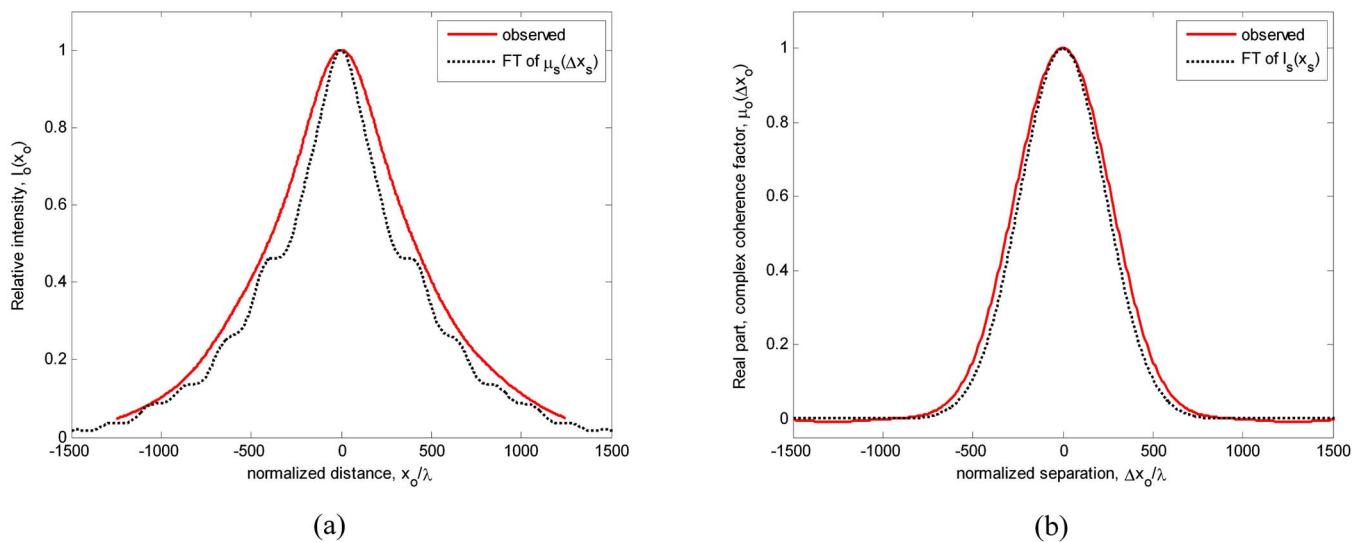 observed
FT of μs(Δxs)
1
0.8
0.6
0.4
0.2
0
Relative intensity, Io(xo)
-1500 -1000 -500 0 500 1000 1500
normalized distance, xo/λ
(a)
observed
FT of Is(xs)
1
0.8
0.6
0.4
0.2
0
Real part, complex coherence factor, μo(Δxo)
-1500 -1000 -500 0 500 1000 1500
normalized separation, Δxo/λ
(b)